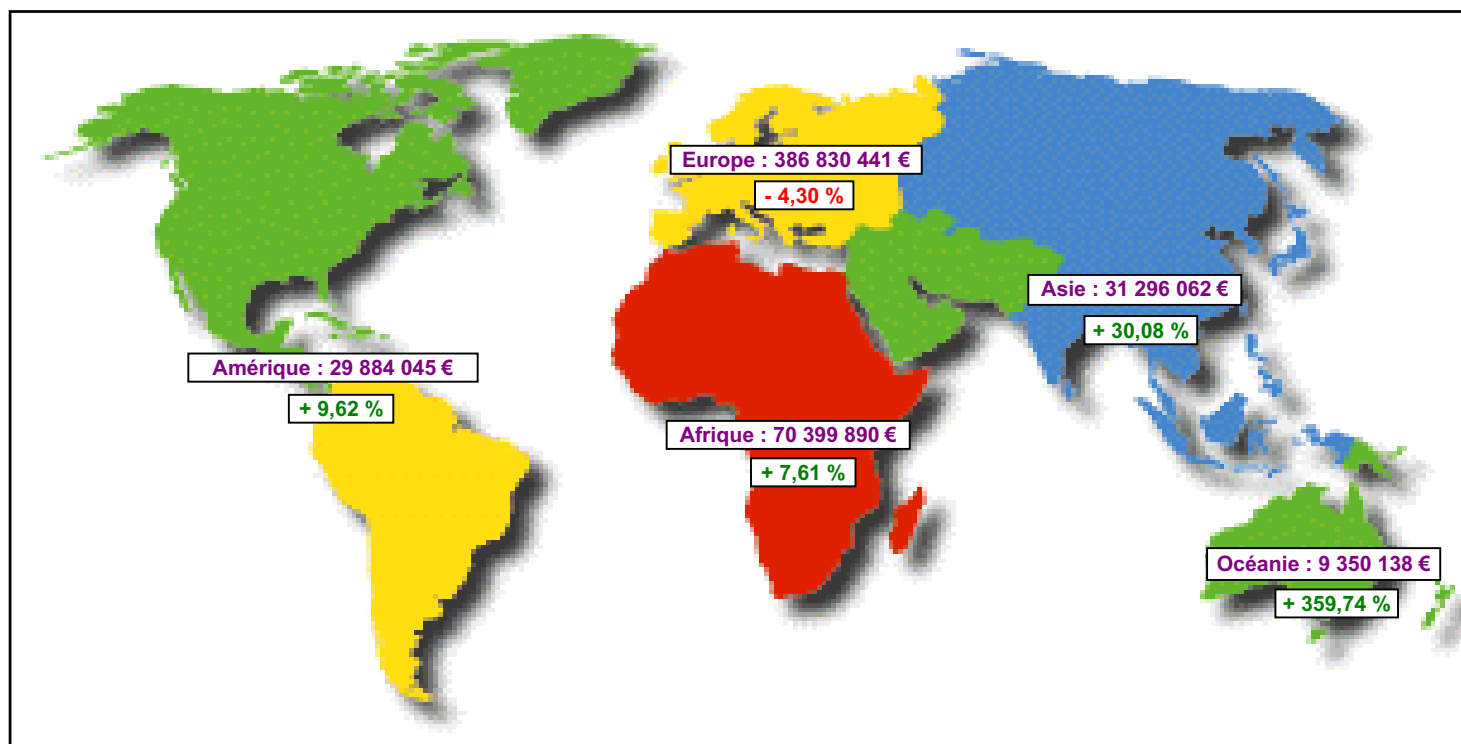 Europe : 386 830 441 €
- 4,30 %
Asie : 31 296 062 €
+ 30,08 %
Amérique : 29 884 045 €
+ 9,62 %
Afrique : 70 399 890 €
+ 7,61 %
Océanie : 9 350 138 €
+ 359,74 %